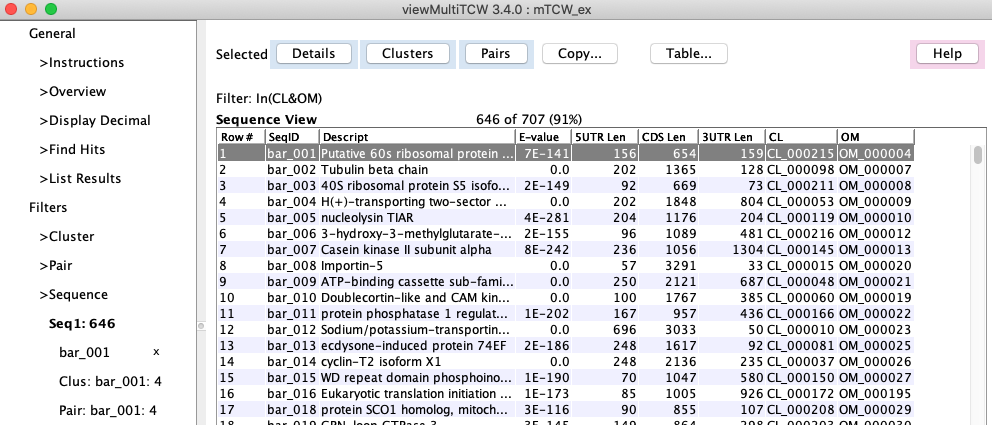 viewMultiTCW 3.4.0 : mTCW_ex
General
>Instructions
>Overview
>Display Decimal
>Find Hits
>List Results
Filters
>Cluster
>Pair
>Sequence
Seq1: 646
bar_001 x
Clus: bar_001: 4
Pair: bar_001: 4
Selected Details Clusters Pairs Copy... Table... Help
Filter: In(CL&OM)
Sequence View 646 of 707 (91%)
Row # SeqID Descript E-value 5UTR Len CDS Len 3UTR Len CL OM
1 bar_001 Putative 60s ribosomal protein ... 7E-141 156 654 159 CL_000215 OM_000004
2 bar_002 Tubulin beta chain 0.0 202 1365 128 CL_000098 OM_000007
3 bar_003 40S ribosomal protein S5 isofo... 2E-149 92 669 73 CL_000211 OM_000008
4 bar_004 H(+)-transporting two-sector ... 0.0 202 1848 804 CL_000053 OM_000009
5 bar_005 nucleolysin TIAR 4E-281 204 1176 204 CL_000119 OM_000010
6 bar_006 3-hydroxy-3-methylglutarate-... 2E-155 96 1089 481 CL_000216 OM_000012
7 bar_007 Casein kinase II subunit alpha 8E-242 236 1056 1304 CL_000145 OM_000013
8 bar_008 Importin-5 0.0 57 3291 33 CL_000015 OM_000020
9 bar_009 ATP-binding cassette sub-fami... 0.0 250 2121 687 CL_000048 OM_000021
10 bar_010 Doublecortin-like and CAM kin... 0.0 100 1767 385 CL_000060 OM_000019
11 bar_011 protein phosphatase 1 regulat... 1E-202 167 957 436 CL_000166 OM_000022
12 bar_012 Sodium/potassium-transportin... 0.0 696 3033 50 CL_000010 OM_000023
13 bar_013 ecdysone-induced protein 74EF 2E-186 248 1617 92 CL_000081 OM_000025
14 bar_014 cyclin-T2 isoform X1 0.0 248 2136 235 CL_000037 OM_000026
15 bar_015 WD repeat domain phosphoino... 1E-190 70 1047 580 CL_000150 OM_000027
16 bar_016 Eukaryotic translation initiation ... 1E-173 85 1005 926 CL_000172 OM_000195
17 bar_018 protein SCO1 homolog, mitoch... 3E-116 90 855 107 CL_000208 OM_000029